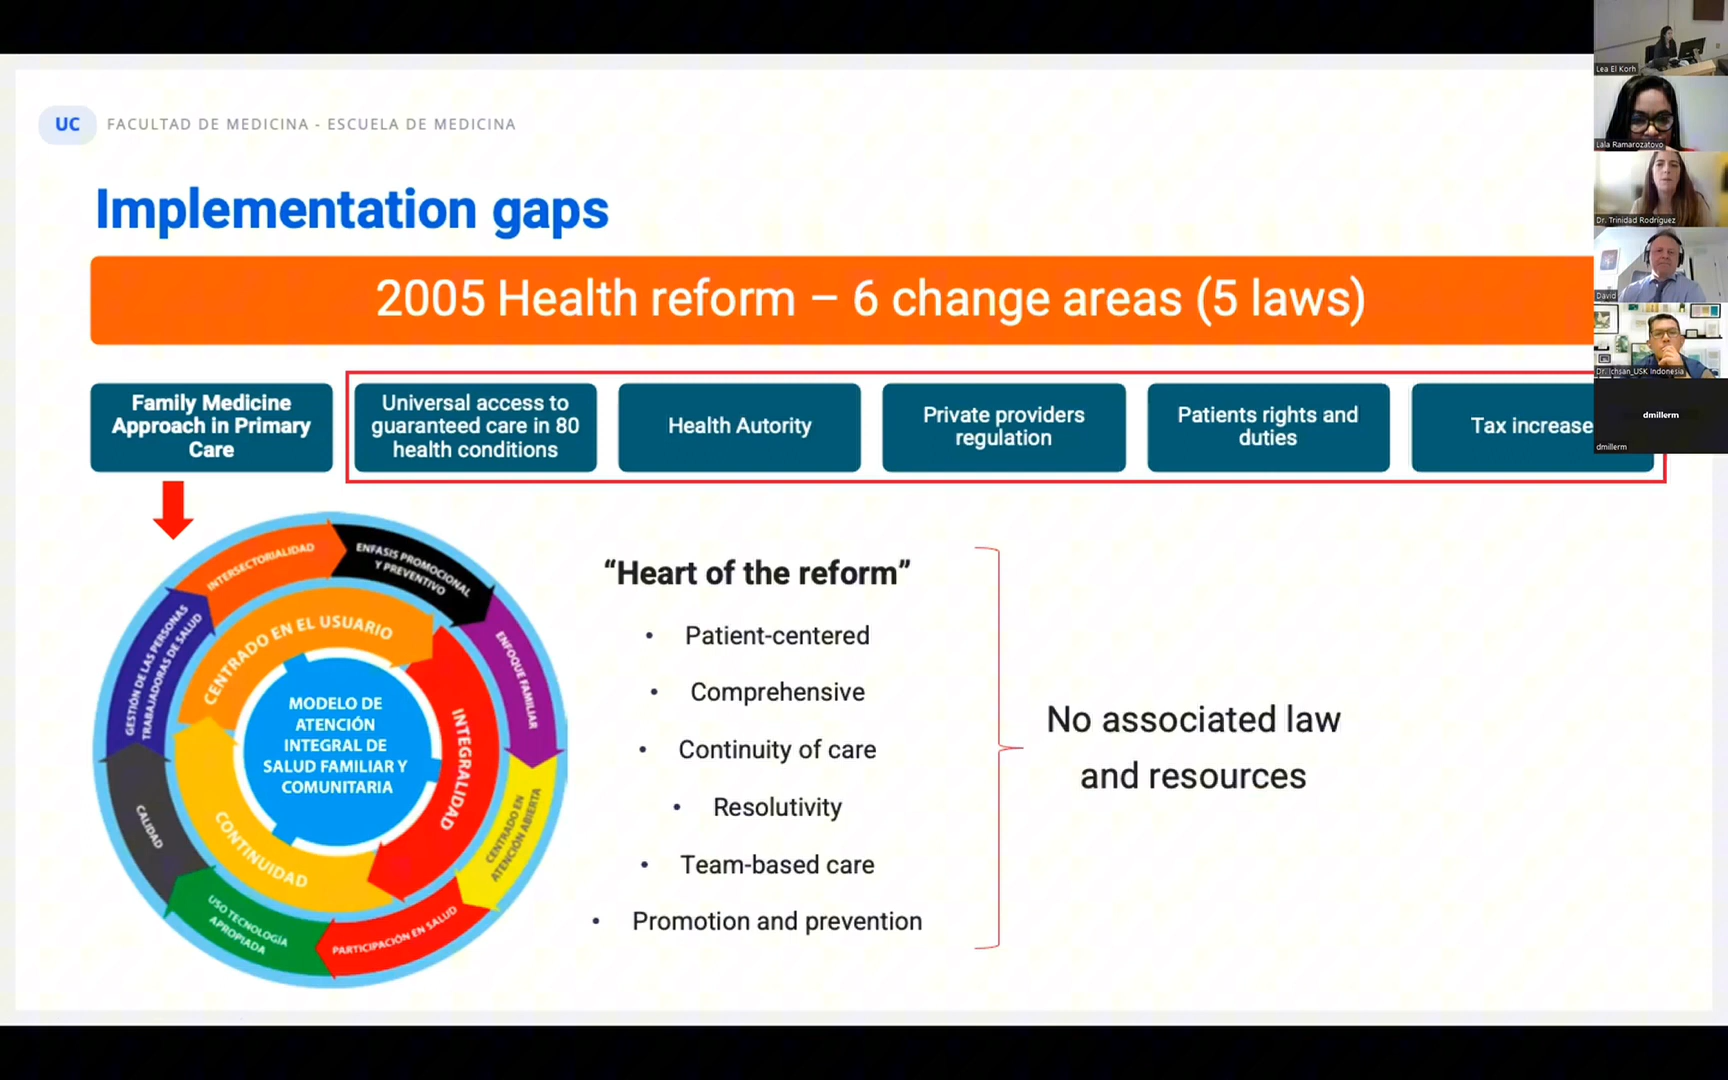 UC FACULTAD DE MEDICINA - ESCUELA DE MEDICINA
Implementation gaps
2005 Health reform – 6 change areas (5 laws)
Family Medicine
Approach in Primary
Care
Universal access to
guaranteed care in 80
health conditions
Health Autority
Private providers
regulation
Patients rights and
duties
Tax increase
INTERSECTORIALIDAD
ENFASIS PROMOCIONAL
Y PREVENTIVO
ENFOQUE FAMILIAR
CENTRADO EN
ATENCIÓN ABIERTA
PARTICIPACIÓN EN SALUD
USO TECNOLOGÍA
APROPIADA
CALIDAD
GESTIÓN DE LAS PERSONAS
TRABAJADORAS DE SALUD
CENTRADO EN EL USUARIO
INTEGRALIDAD
CONTINUIDAD
MODELO DE
ATENCIÓN
INTEGRAL DE
SALUD FAMILIAR Y
COMUNITARIA
“Heart of the reform”
• Patient-centered
• Comprehensive
• Continuity of care
• Resolutivity
• Team-based care
• Promotion and prevention
No associated law
and resources
Lea El Korh
Lala Ramarozatovo
Dr. Trinidad Rodríguez
David
Dr. Ichsan_USK Indonesia
dmillerm
dmillerm